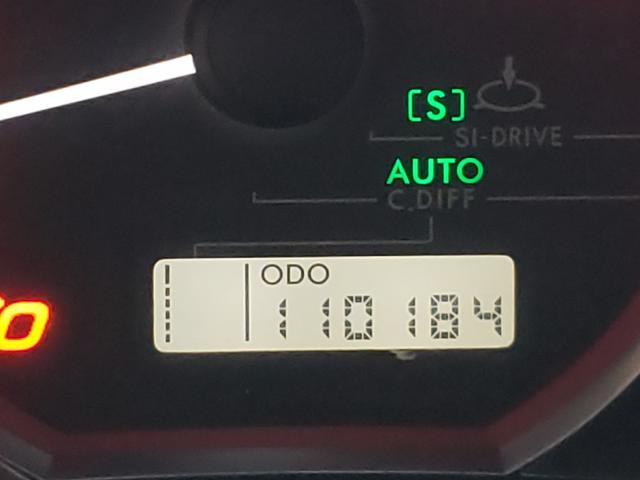 [S]
SI-DRIVE
AUTO
C.DIFF
ODO
110184